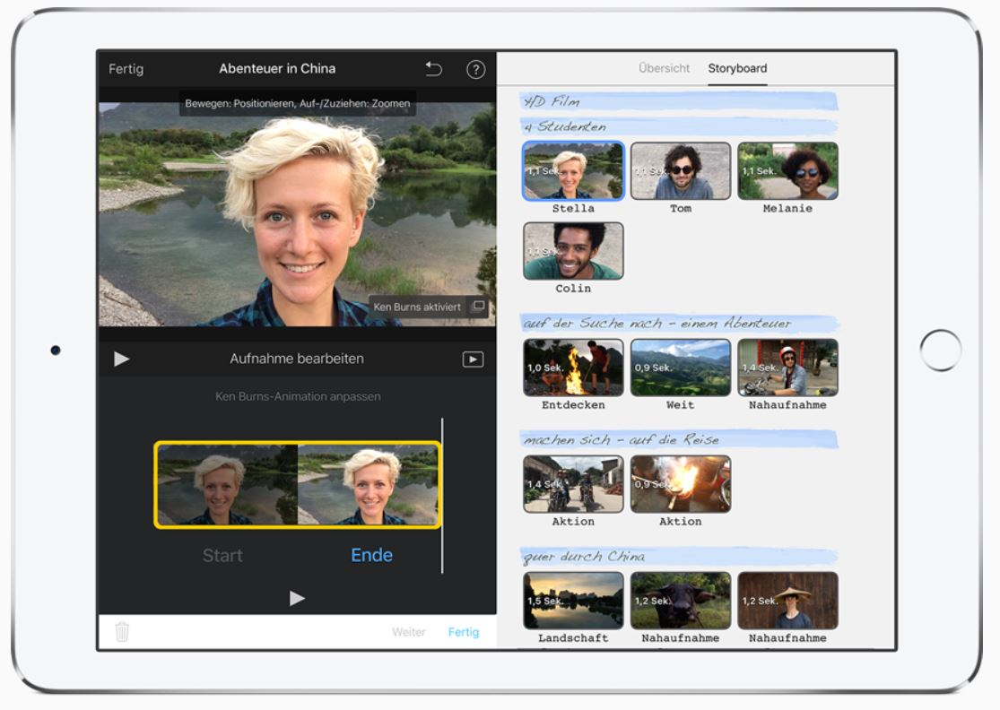 Fertig
Abenteuer in China
?
Bewegen: Positionieren, Auf-/Zuziehen: Zoomen
Ken Burns aktiviert
Aufnahme bearbeiten
Ken Burns-Animation anpassen
Start
Ende
Weiter
Fertig
Übersicht
Storyboard
HD Film
4 Studenten
1,1 Sek.
1,1 Sek.
1,1 Sek.
Stella
Tom
Melanie
1,1 Sek.
Colin
auf der Suche nach – einem Abenteuer
1,0 Sek.
0,9 Sek.
1,4 Sek.
Entdecken
Weit
Nahaufnahme
machen sich – auf die Reise
1,4 Sek.
0,9 Sek.
Aktion
Aktion
quer durch China
1,5 Sek.
1,2 Sek.
1,2 Sek.
Landschaft
Nahaufnahme
Nahaufnahme